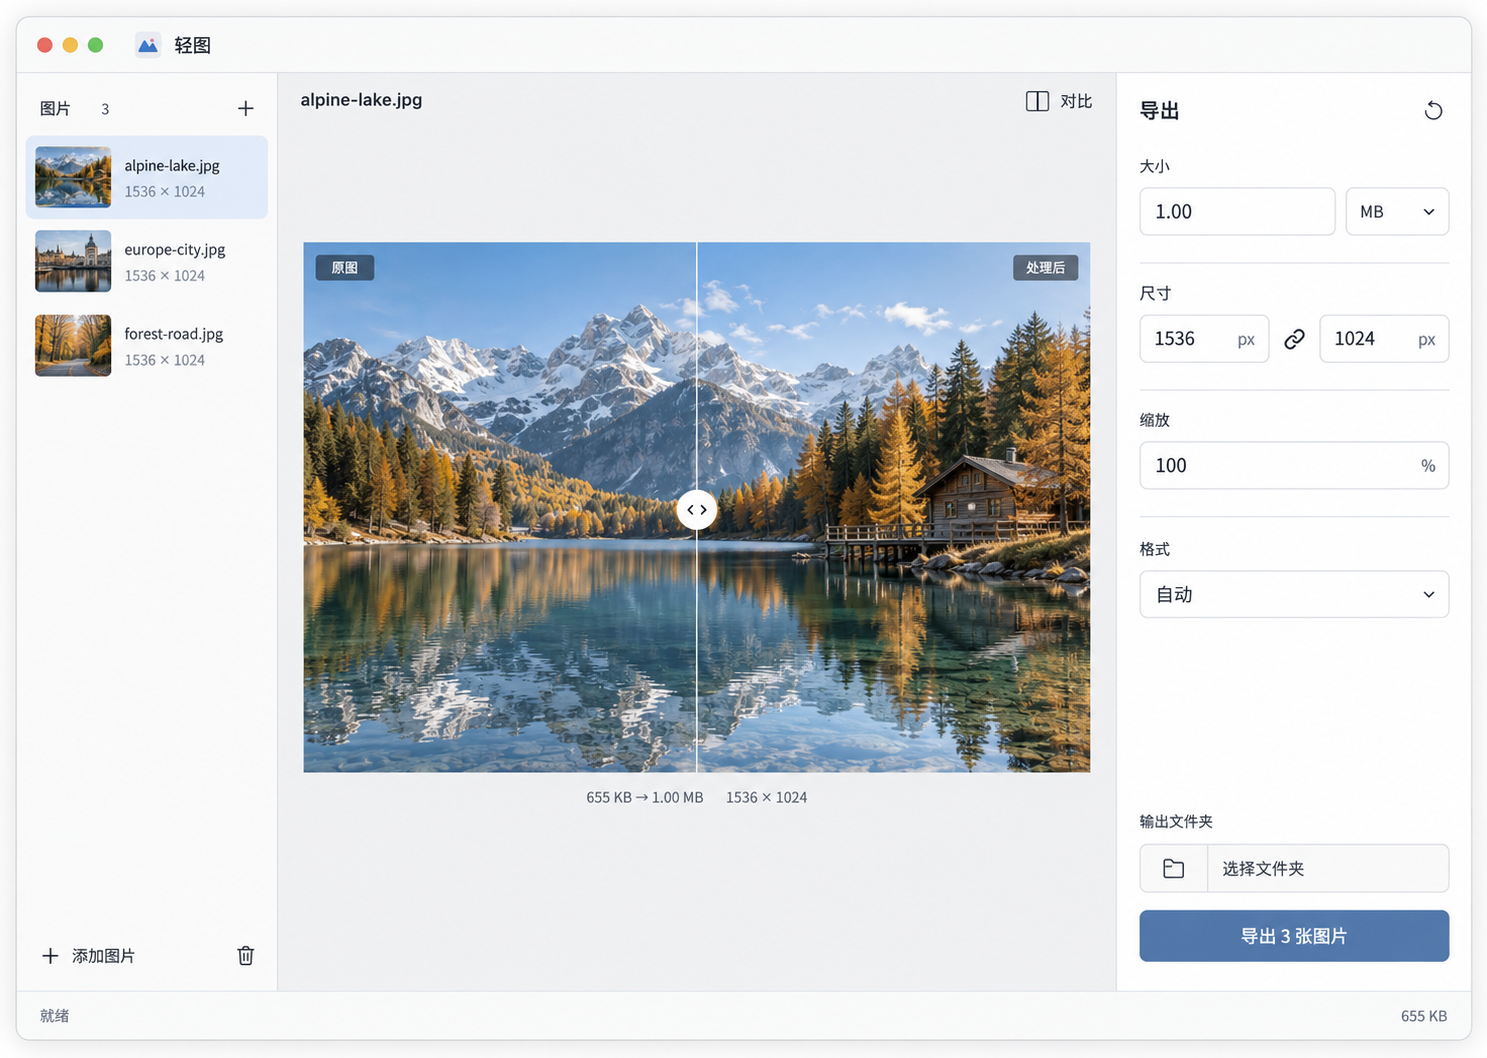 轻图
图片 3
alpine-lake.jpg
1536 × 1024
europe-city.jpg
1536 × 1024
forest-road.jpg
1536 × 1024
添加图片
alpine-lake.jpg
对比
原图
处理后
655 KB → 1.00 MB 1536 × 1024
导出
大小
1.00
MB
尺寸
1536 px
1024 px
缩放
100 %
格式
自动
输出文件夹
选择文件夹
导出 3 张图片
就绪
655 KB